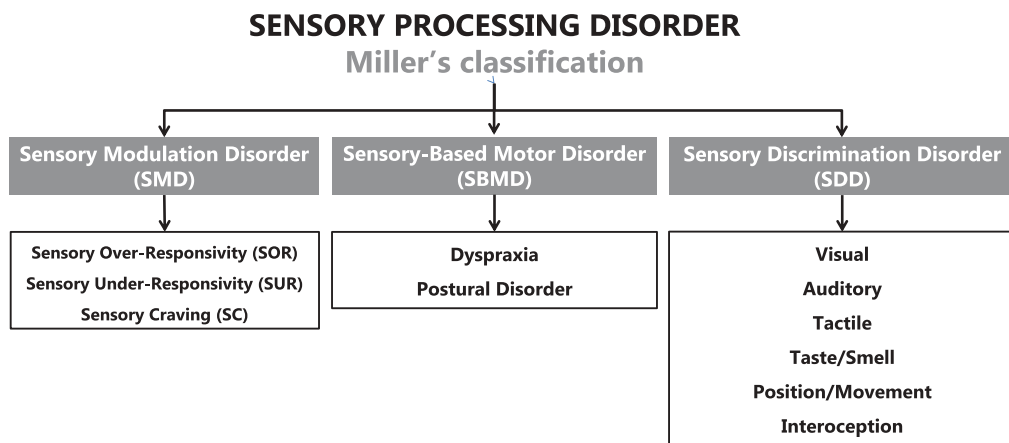 SENSORY PROCESSING DISORDER
Miller’s classification
Sensory Modulation Disorder
(SMD)
Sensory Over-Responsivity (SOR)
Sensory Under-Responsivity (SUR)
Sensory Craving (SC)
Sensory-Based Motor Disorder
(SBMD)
Dyspraxia
Postural Disorder
Sensory Discrimination Disorder
(SDD)
Visual
Auditory
Tactile
Taste/Smell
Position/Movement
Interoception